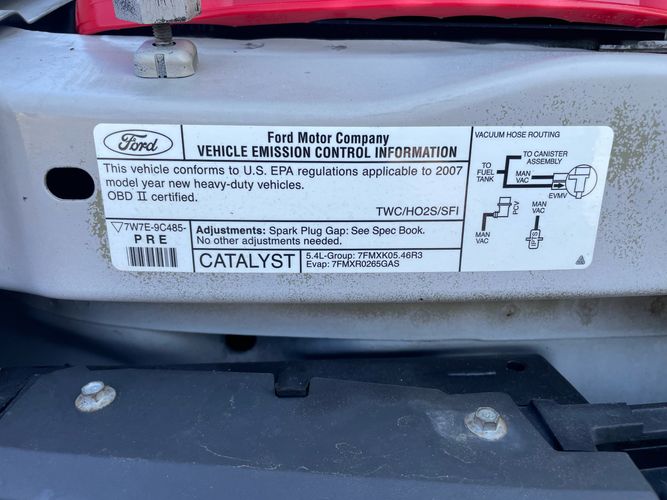 Ford
Ford Motor Company
VEHICLE EMISSION CONTROL INFORMATION
This vehicle conforms to U.S. EPA regulations applicable to 2007
model year new heavy-duty vehicles.
OBD II certified.
TWC/HO2S/SFI
7W7E-9C485-
PRE
Adjustments: Spark Plug Gap: See Spec Book.
No other adjustments needed.
CATALYST
5.4L-Group: 7FMXK05.46R3
Evap: 7FMXR0265GAS
VACUUM HOSE ROUTING
TO CANISTER
ASSEMBLY
TO
FUEL
TANK
MAN
VAC
EVMV
PCV
MAN
VAC
MAN
VAC
FPTS